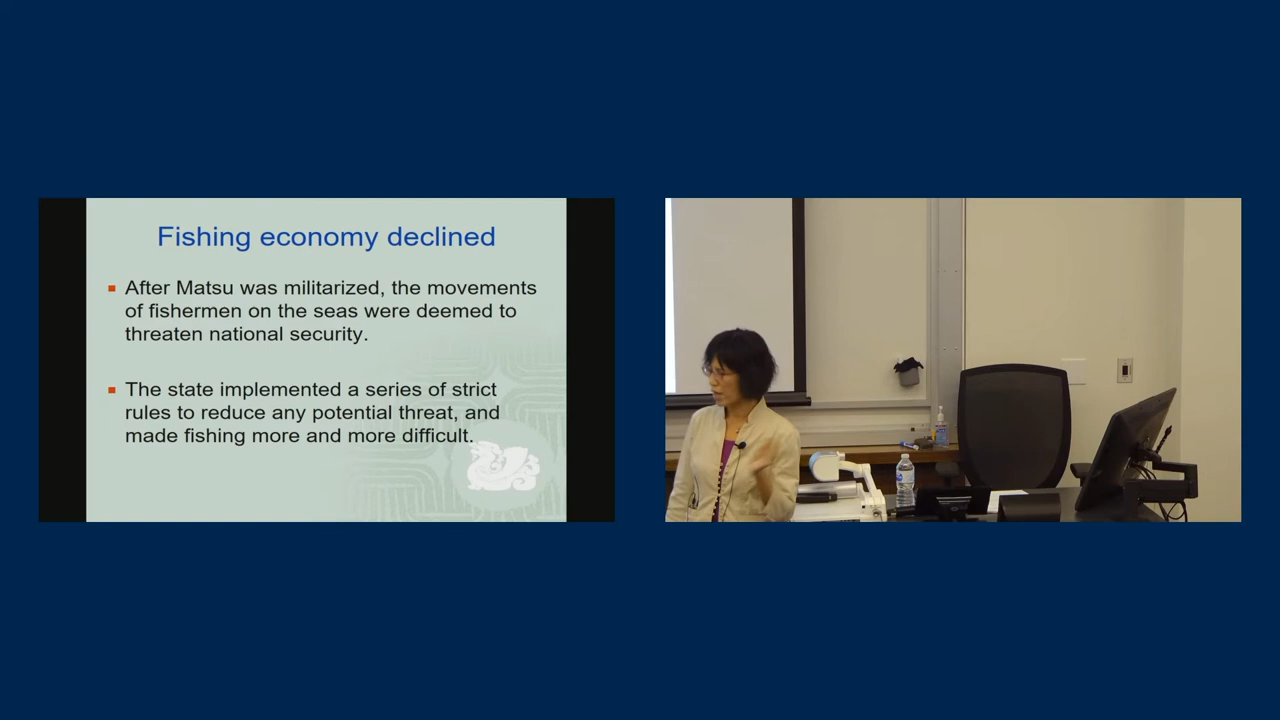 Fishing economy declined
After Matsu was militarized, the movements
of fishermen on the seas were deemed to
threaten national security.
The state implemented a series of strict
rules to reduce any potential threat, and
made fishing more and more difficult.